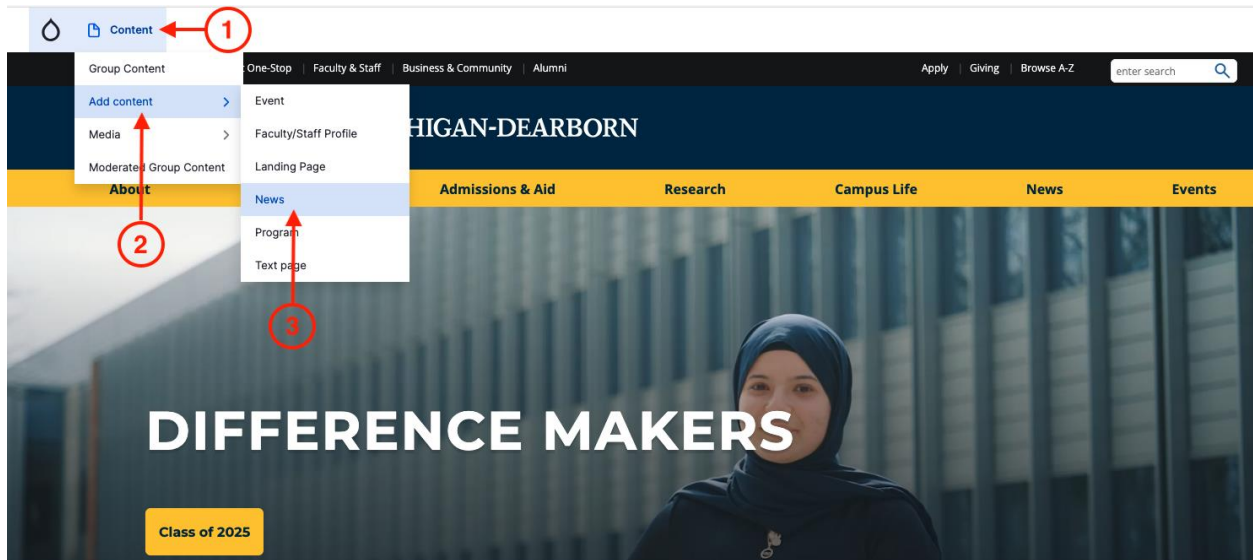 Content
1
Group Content
One-Stop | Faculty & Staff | Business & Community | Alumni
Apply | Giving | Browse A-Z
enter search
Add content
Event
Media
Faculty/Staff Profile
HIGAN-DEARBORN
Moderated Group Content
Landing Page
About
Admissions & Aid
Research
Campus Life
News
Events
News
2
Program
Text page
3
DIFFERENCE MAKERS
Class of 2025